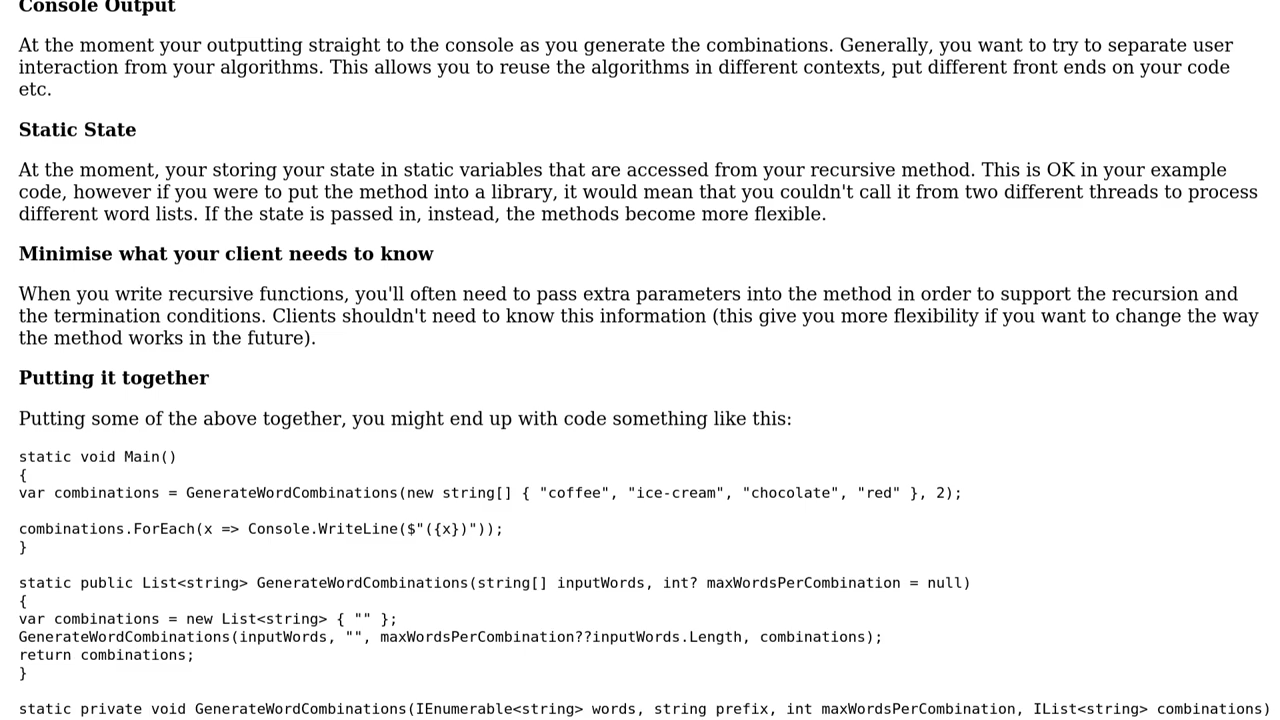 Console Output
At the moment your outputting straight to the console as you generate the combinations. Generally, you want to try to separate user
interaction from your algorithms. This allows you to reuse the algorithms in different contexts, put different front ends on your code
etc.
Static State
At the moment, your storing your state in static variables that are accessed from your recursive method. This is OK in your example
code, however if you were to put the method into a library, it would mean that you couldn't call it from two different threads to process
different word lists. If the state is passed in, instead, the methods become more flexible.
Minimise what your client needs to know
When you write recursive functions, you'll often need to pass extra parameters into the method in order to support the recursion and
the termination conditions. Clients shouldn't need to know this information (this give you more flexibility if you want to change the way
the method works in the future).
Putting it together
Putting some of the above together, you might end up with code something like this:
static void Main()
{
var combinations = GenerateWordCombinations(new string[] { "coffee", "ice-cream", "chocolate", "red" }, 2);
combinations.ForEach(x => Console.WriteLine($"({x})"));
}
static public List<string> GenerateWordCombinations(string[] inputWords, int? maxWordsPerCombination = null)
{
var combinations = new List<string> { "" };
GenerateWordCombinations(inputWords, "", maxWordsPerCombination??inputWords.Length, combinations);
return combinations;
}
static private void GenerateWordCombinations(IEnumerable<string> words, string prefix, int maxWordsPerCombination, IList<string> combinations)